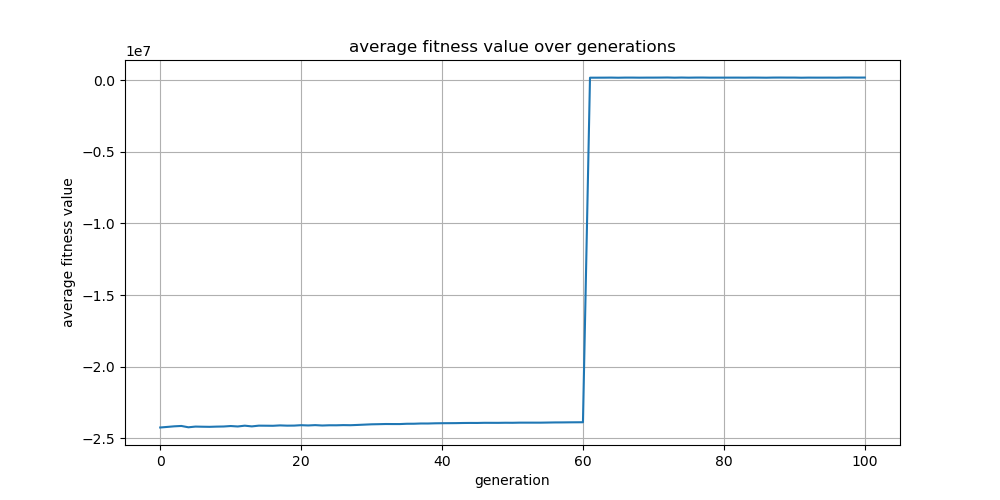 average fitness value over generations
1e7
0.0
−0.5
−1.0
−1.5
−2.0
−2.5
average fitness value
0 20 40 60 80 100
generation